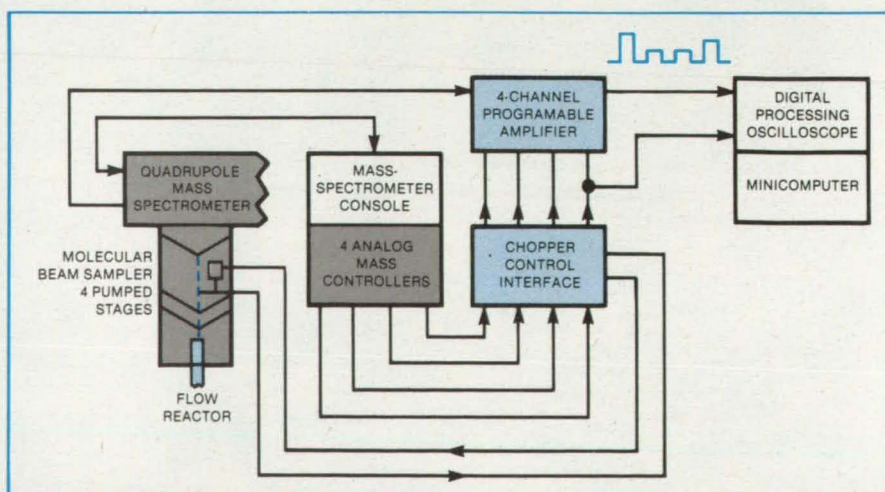 4-CHANNEL
PROGRAMABLE
AMPLIFIER
DIGITAL
PROCESSING
OSCILLOSCOPE
MINICOMPUTER
QUADRUPOLE
MASS
SPECTROMETER
MASS-
SPECTROMETER
CONSOLE
4 ANALOG
MASS
CONTROLLERS
CHOPPER
CONTROL
INTERFACE
MOLECULAR
BEAM SAMPLER
4 PUMPED
STAGES
FLOW
REACTOR